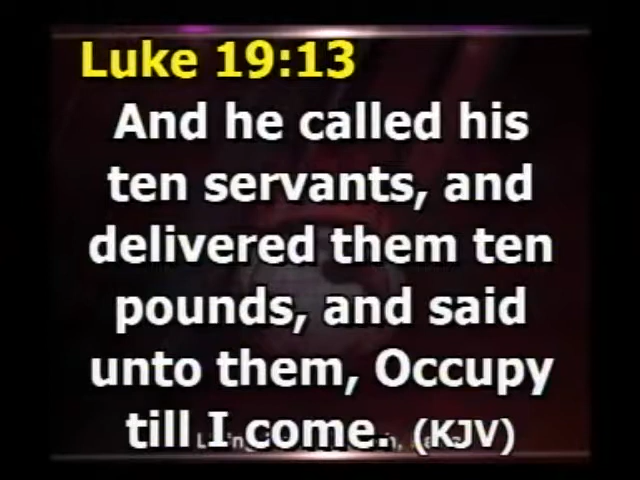 Luke 19:13
And he called his
ten servants, and
delivered them ten
pounds, and said
unto them, Occupy
till I come. (KJV)